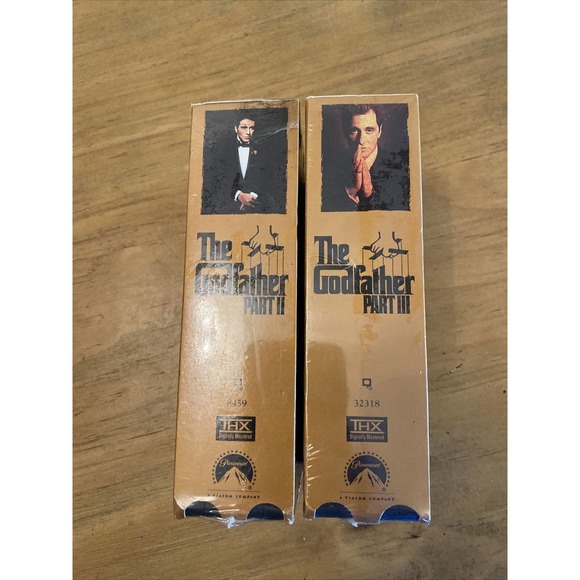 The
Godfather
PART II
8459
THX
Digitally Mastered
Paramount
A VIACOM COMPANY
The
Godfather
PART III
32318
THX
Digitally Mastered
Paramount
A VIACOM COMPANY